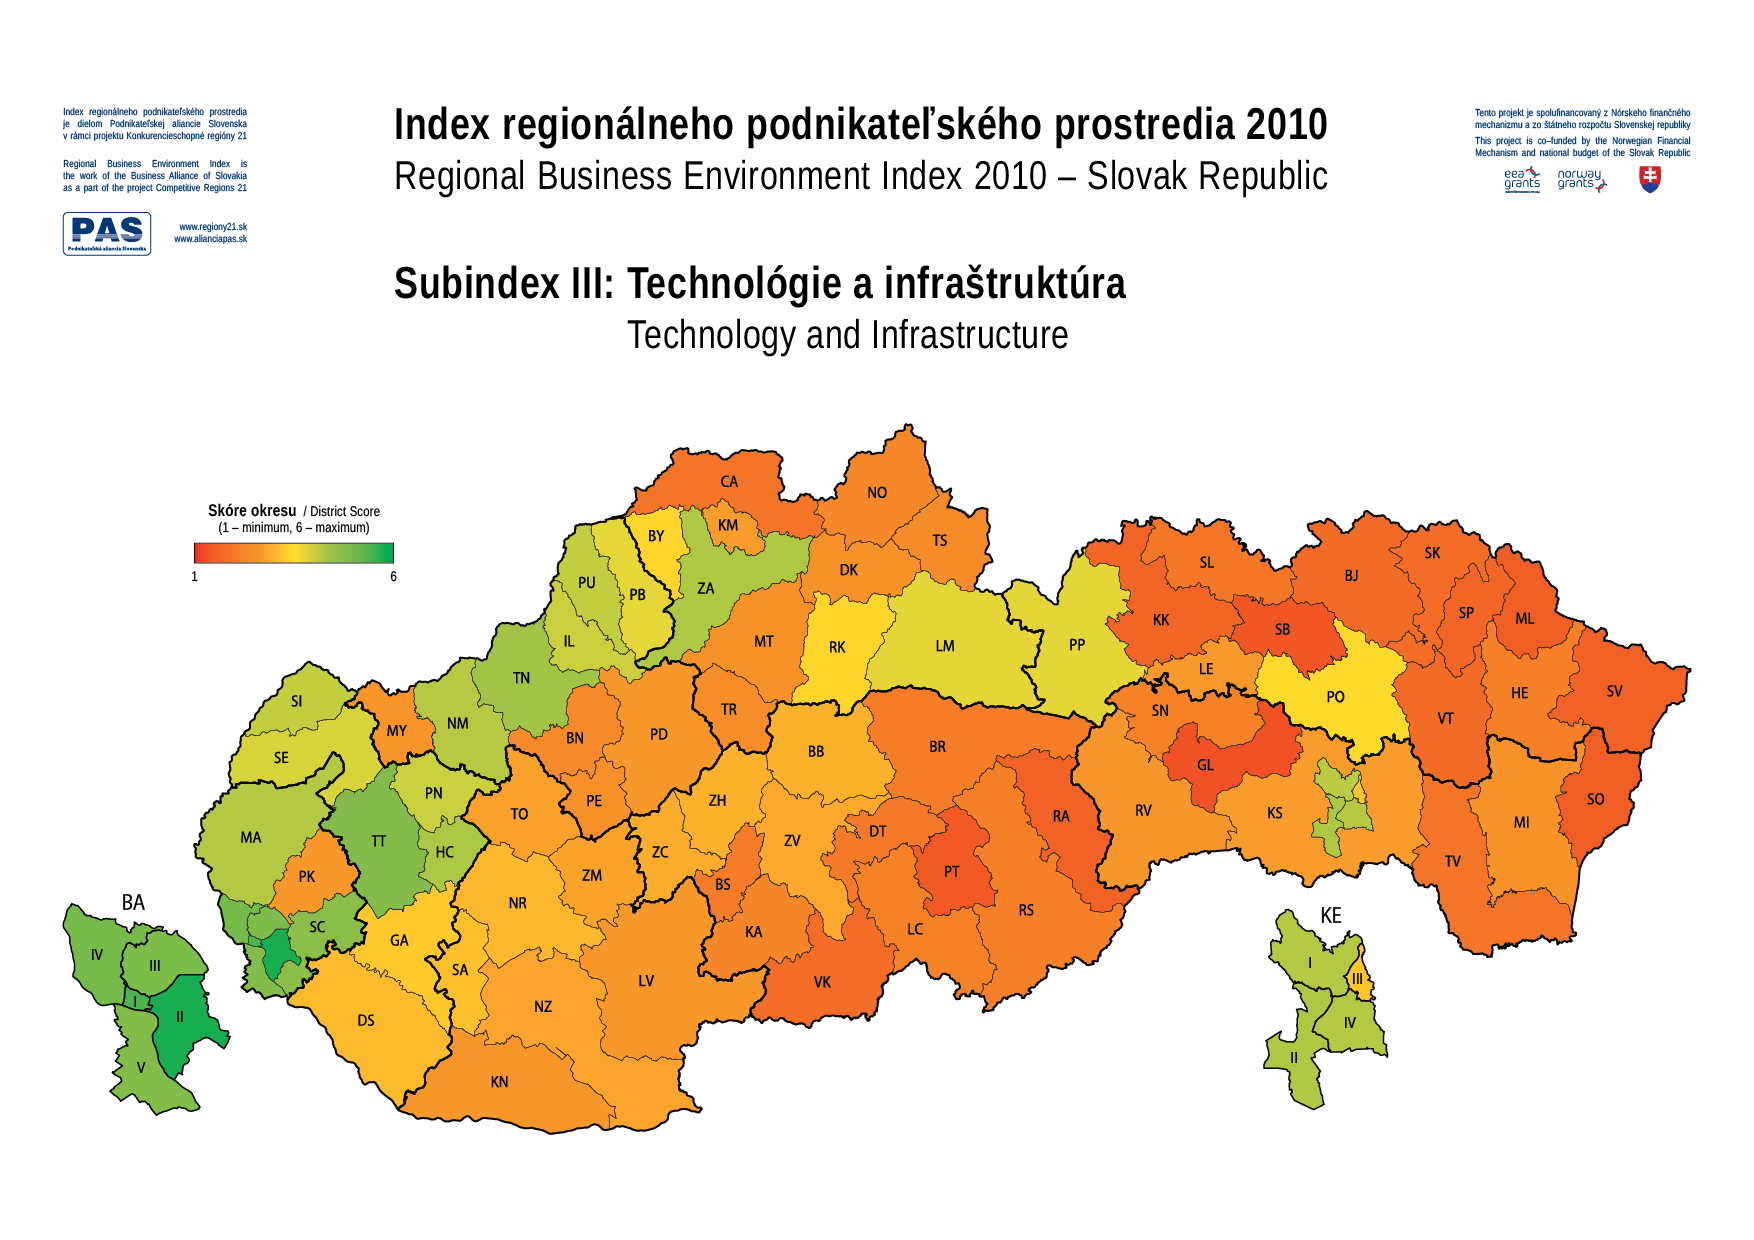 Index regionálneho podnikateľského prostredia
je dielom Podnikateľskej aliancie Slovenska
v rámci projektu Konkurencieschopné regióny 21
Regional Business Environment Index is
the work of the Business Alliance of Slovakia
as a part of the project Competitive Regions 21
PAS
Podnikateľská aliancia Slovenska
www.regiony21.sk
www.alianciapas.sk
Index regionálneho podnikateľského prostredia 2010
Regional Business Environment Index 2010 – Slovak Republic
Tento projekt je spolufinancovaný z Nórskeho finančného
mechanizmu a zo štátneho rozpočtu Slovenskej republiky
This project is co–funded by the Norwegian Financial
Mechanism and national budget of the Slovak Republic
eea
grants
norway
grants
Subindex III: Technológie a infraštruktúra
Technology and Infrastructure
Skóre okresu / District Score
(1 – minimum, 6 – maximum)
1
6
CA
NO
KM
BY
TS
DK
ZA
PU
PB
IL
MT
RK
LM
PP
SL
BJ
SK
KK
SB
SP
ML
LE
PO
HE
SV
VT
SN
GL
TN
SI
NM
MY
SE
BN
PD
TR
BB
BR
PN
PE
TO
ZH
RV
KS
RA
MI
SO
TV
MA
TT
HC
ZC
ZV
DT
PT
PK
ZM
BS
NR
SC
GA
KA
LC
RS
SA
LV
VK
NZ
DS
KN
BA
IV
III
I
II
V
KE
I
III
IV
II